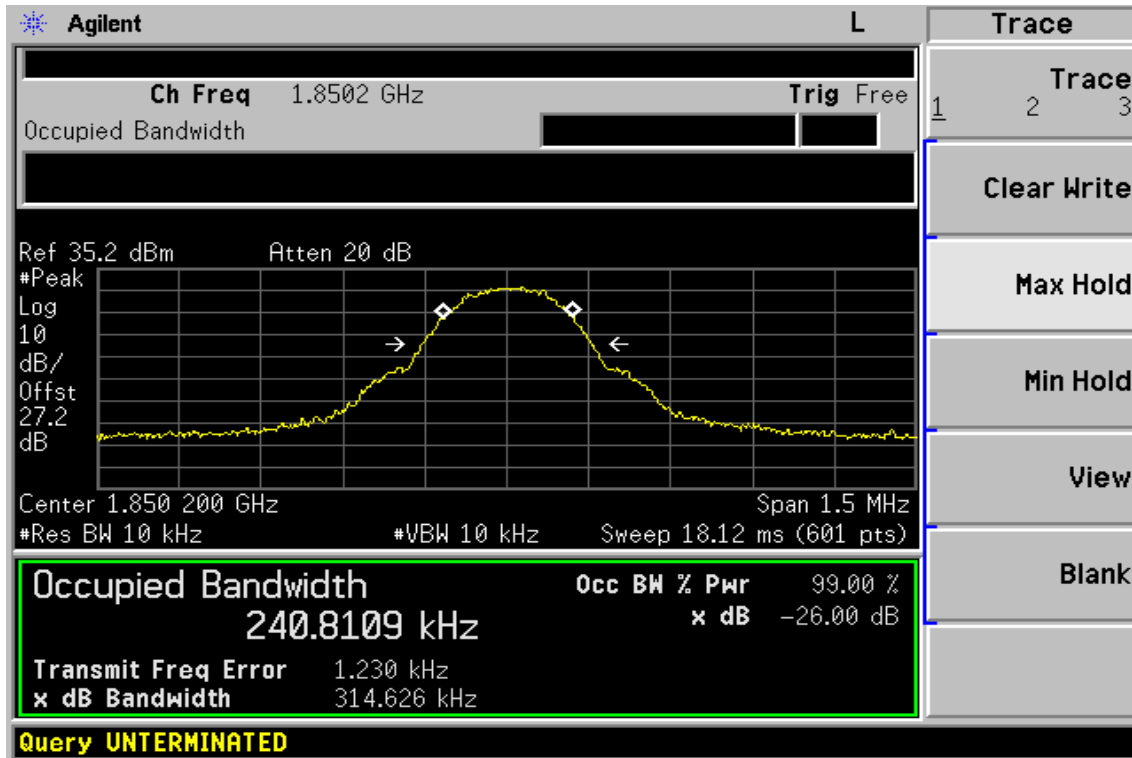 Agilent L Trace
Ch Freq 1.8502 GHz Trig Free
Occupied Bandwidth
Trace
1 2 3
Clear Write
Max Hold
Min Hold
View
Blank
Ref 35.2 dBm Atten 20 dB
#Peak
Log
10
dB/
Offst
27.2
dB
Center 1.850 200 GHz Span 1.5 MHz
#Res BW 10 kHz #VBW 10 kHz Sweep 18.12 ms (601 pts)
Occupied Bandwidth Occ BW % Pwr 99.00 %
240.8109 kHz x dB -26.00 dB
Transmit Freq Error 1.230 kHz
x dB Bandwidth 314.626 kHz
Query UNTERMINATED